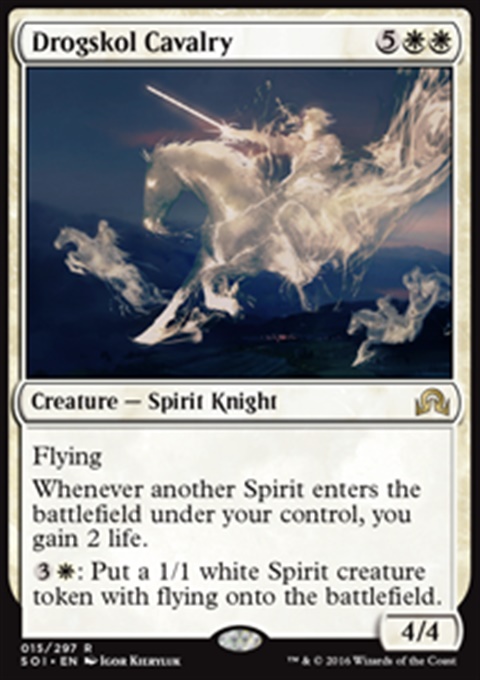 Drogskol Cavalry 5
Creature — Spirit Knight
Flying
Whenever another Spirit enters the
battlefield under your control, you
gain 2 life.
3 : Put a 1/1 white Spirit creature
token with flying onto the battlefield.
4/4
015/297 R
SOI • EN Igor Kieryluk
™ & © 2016 Wizards of the Coast